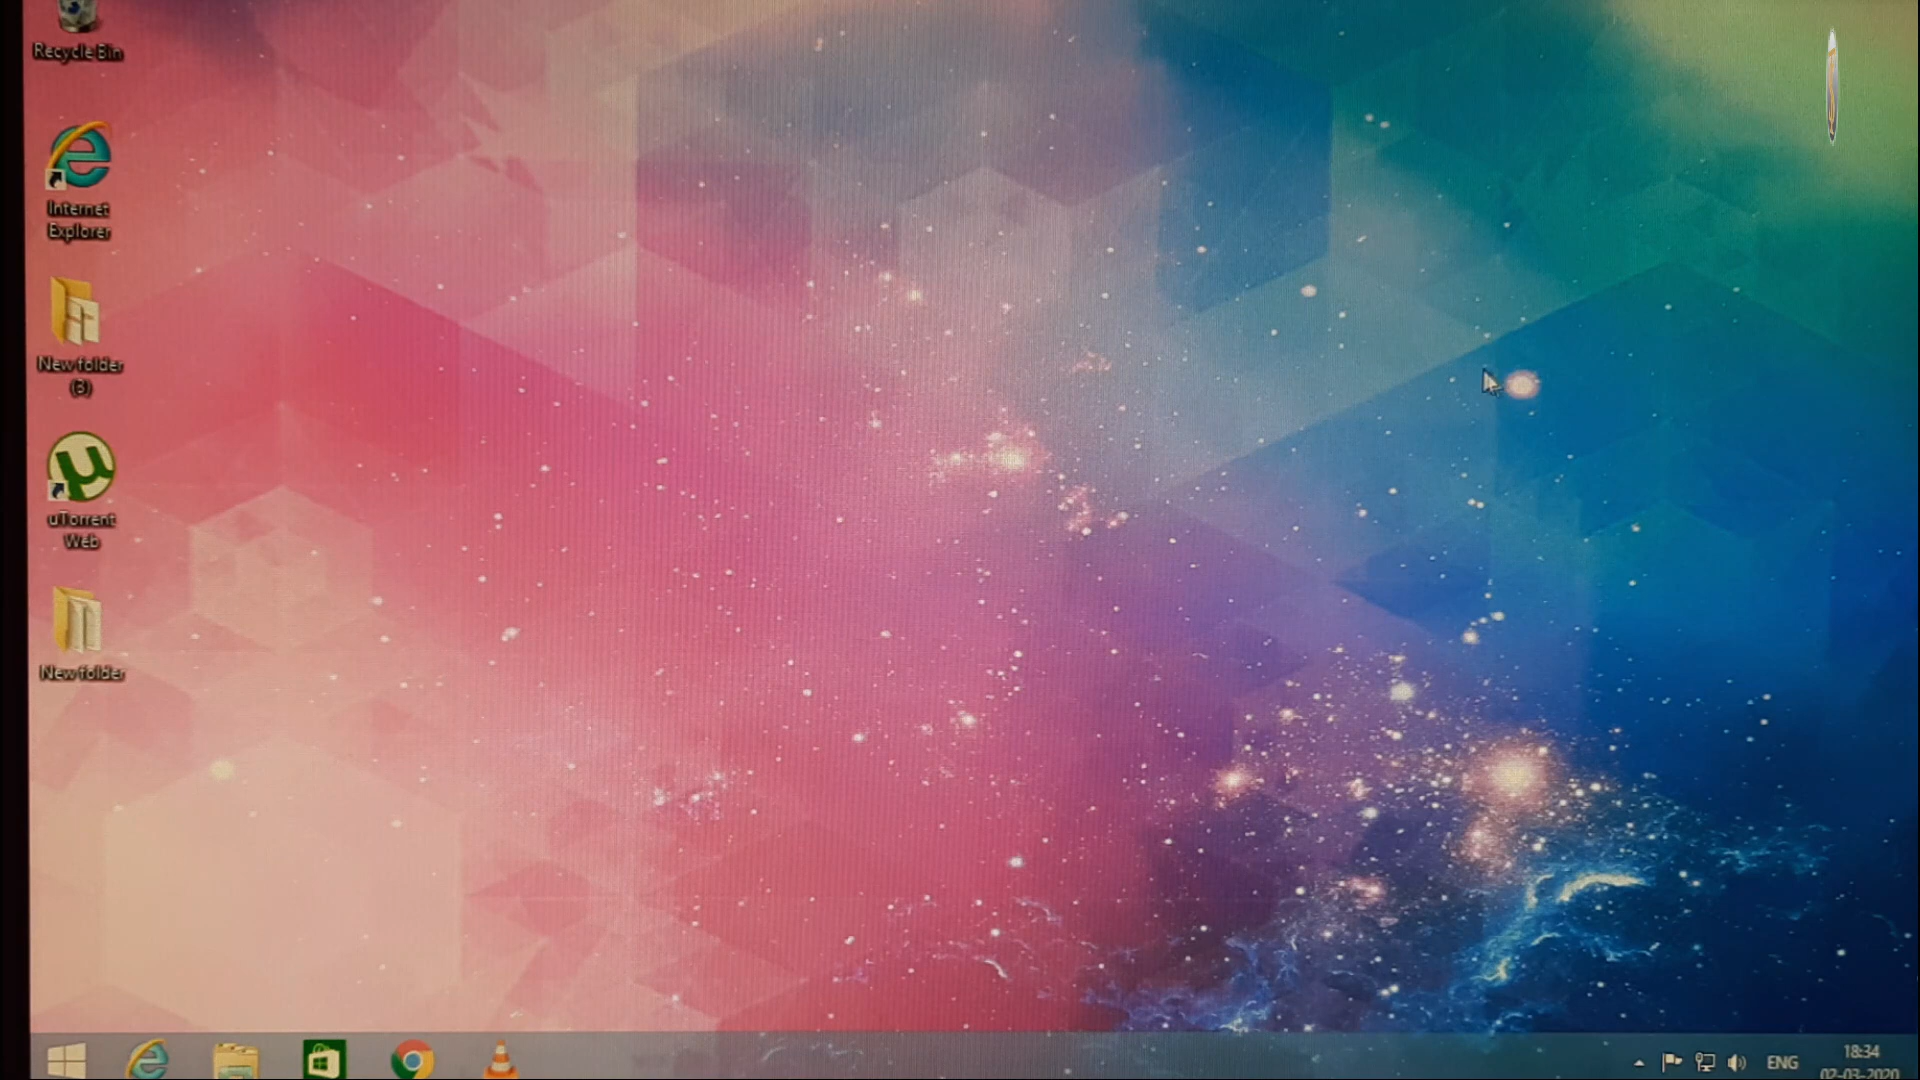 Recycle Bin
Internet
Explorer
New folder
(3)
uTorrent
Web
New folder
ENG
18:34
02-03-2020